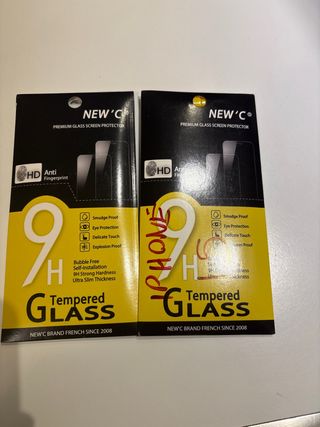 NEW'C
PREMIUM GLASS SCREEN PROTECTOR
HD
Anti
Fingerprint
9H
Smudge Proof
Eye Protection
Delicate Touch
Explosion Proof
Bubble Free
Self-installation
9H Strong Hardness
Ultra Slim Thickness
Tempered
GLASS
NEW'C BRAND FRENCH SINCE 2008
NEW'C
PREMIUM GLASS SCREEN PROTECTOR
HD
Anti
9H
IPHONE
Smudge Proof
Eye Protection
Delicate Touch
Explosion Proof
Tempered
GLASS
NEW'C BRAND FRENCH SINCE 2008